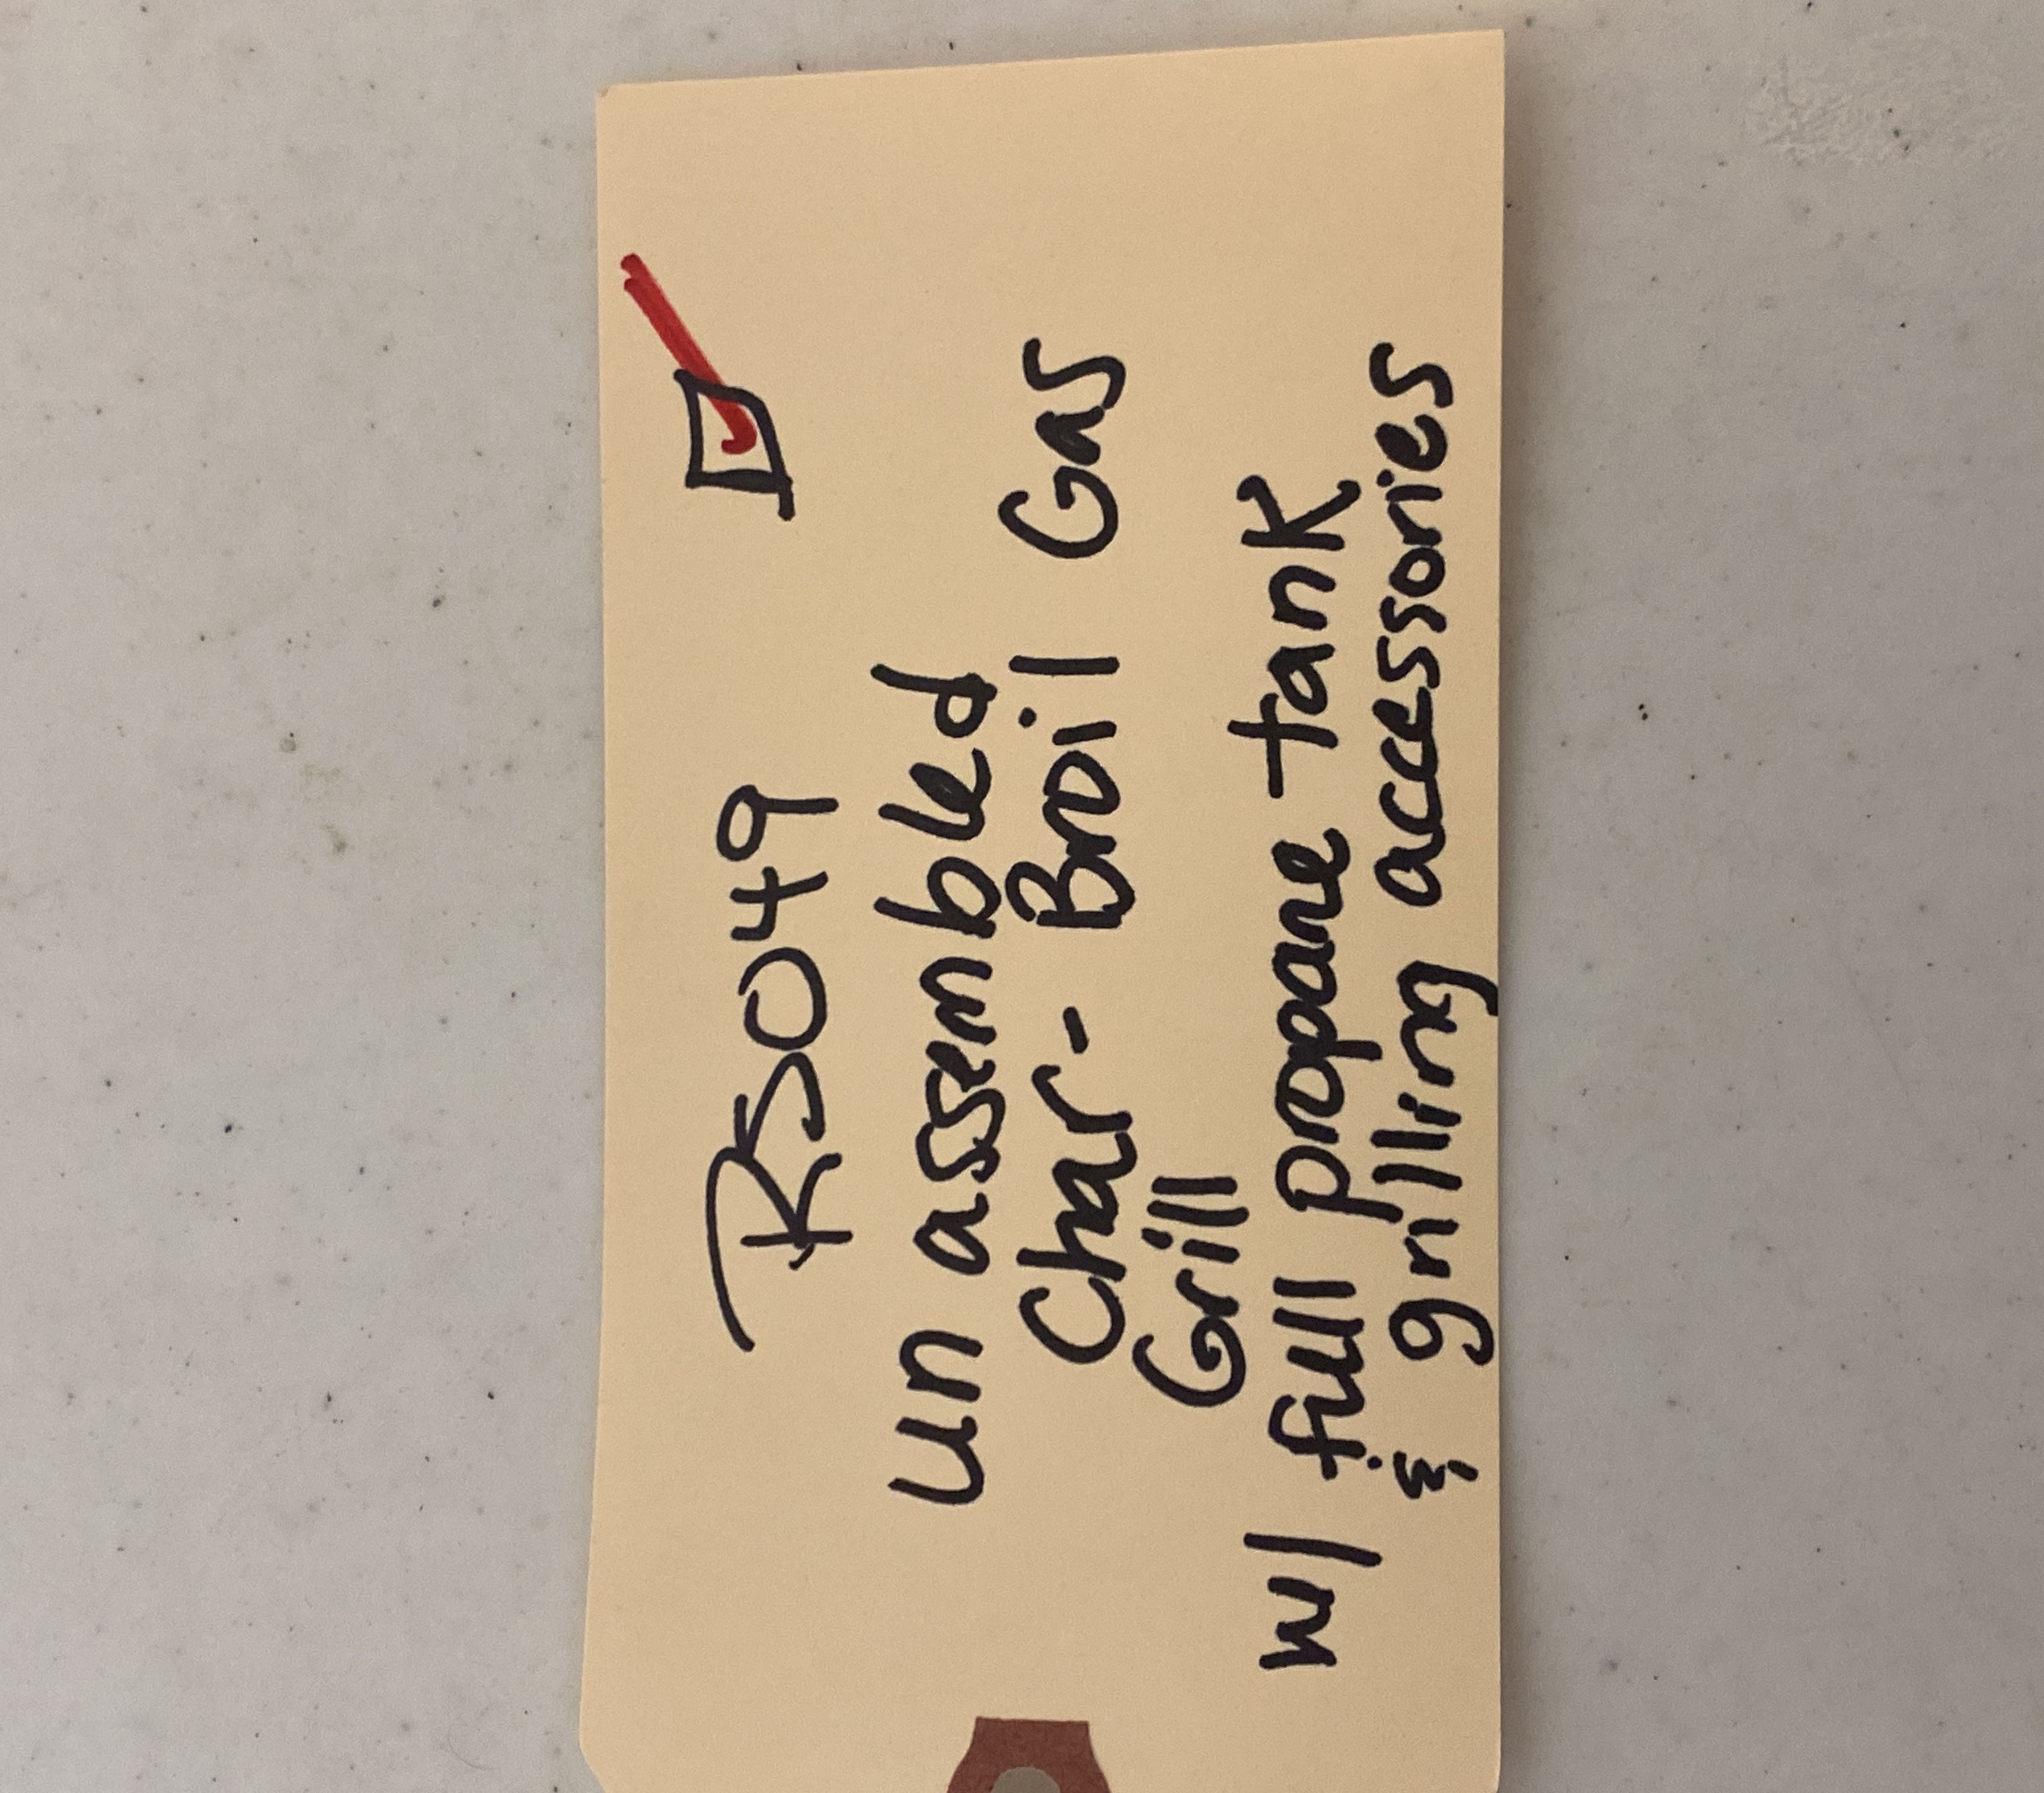 RS049
un assembled
Char-Broil Gas
Grill
w/ full propane tank
& grilling accessories